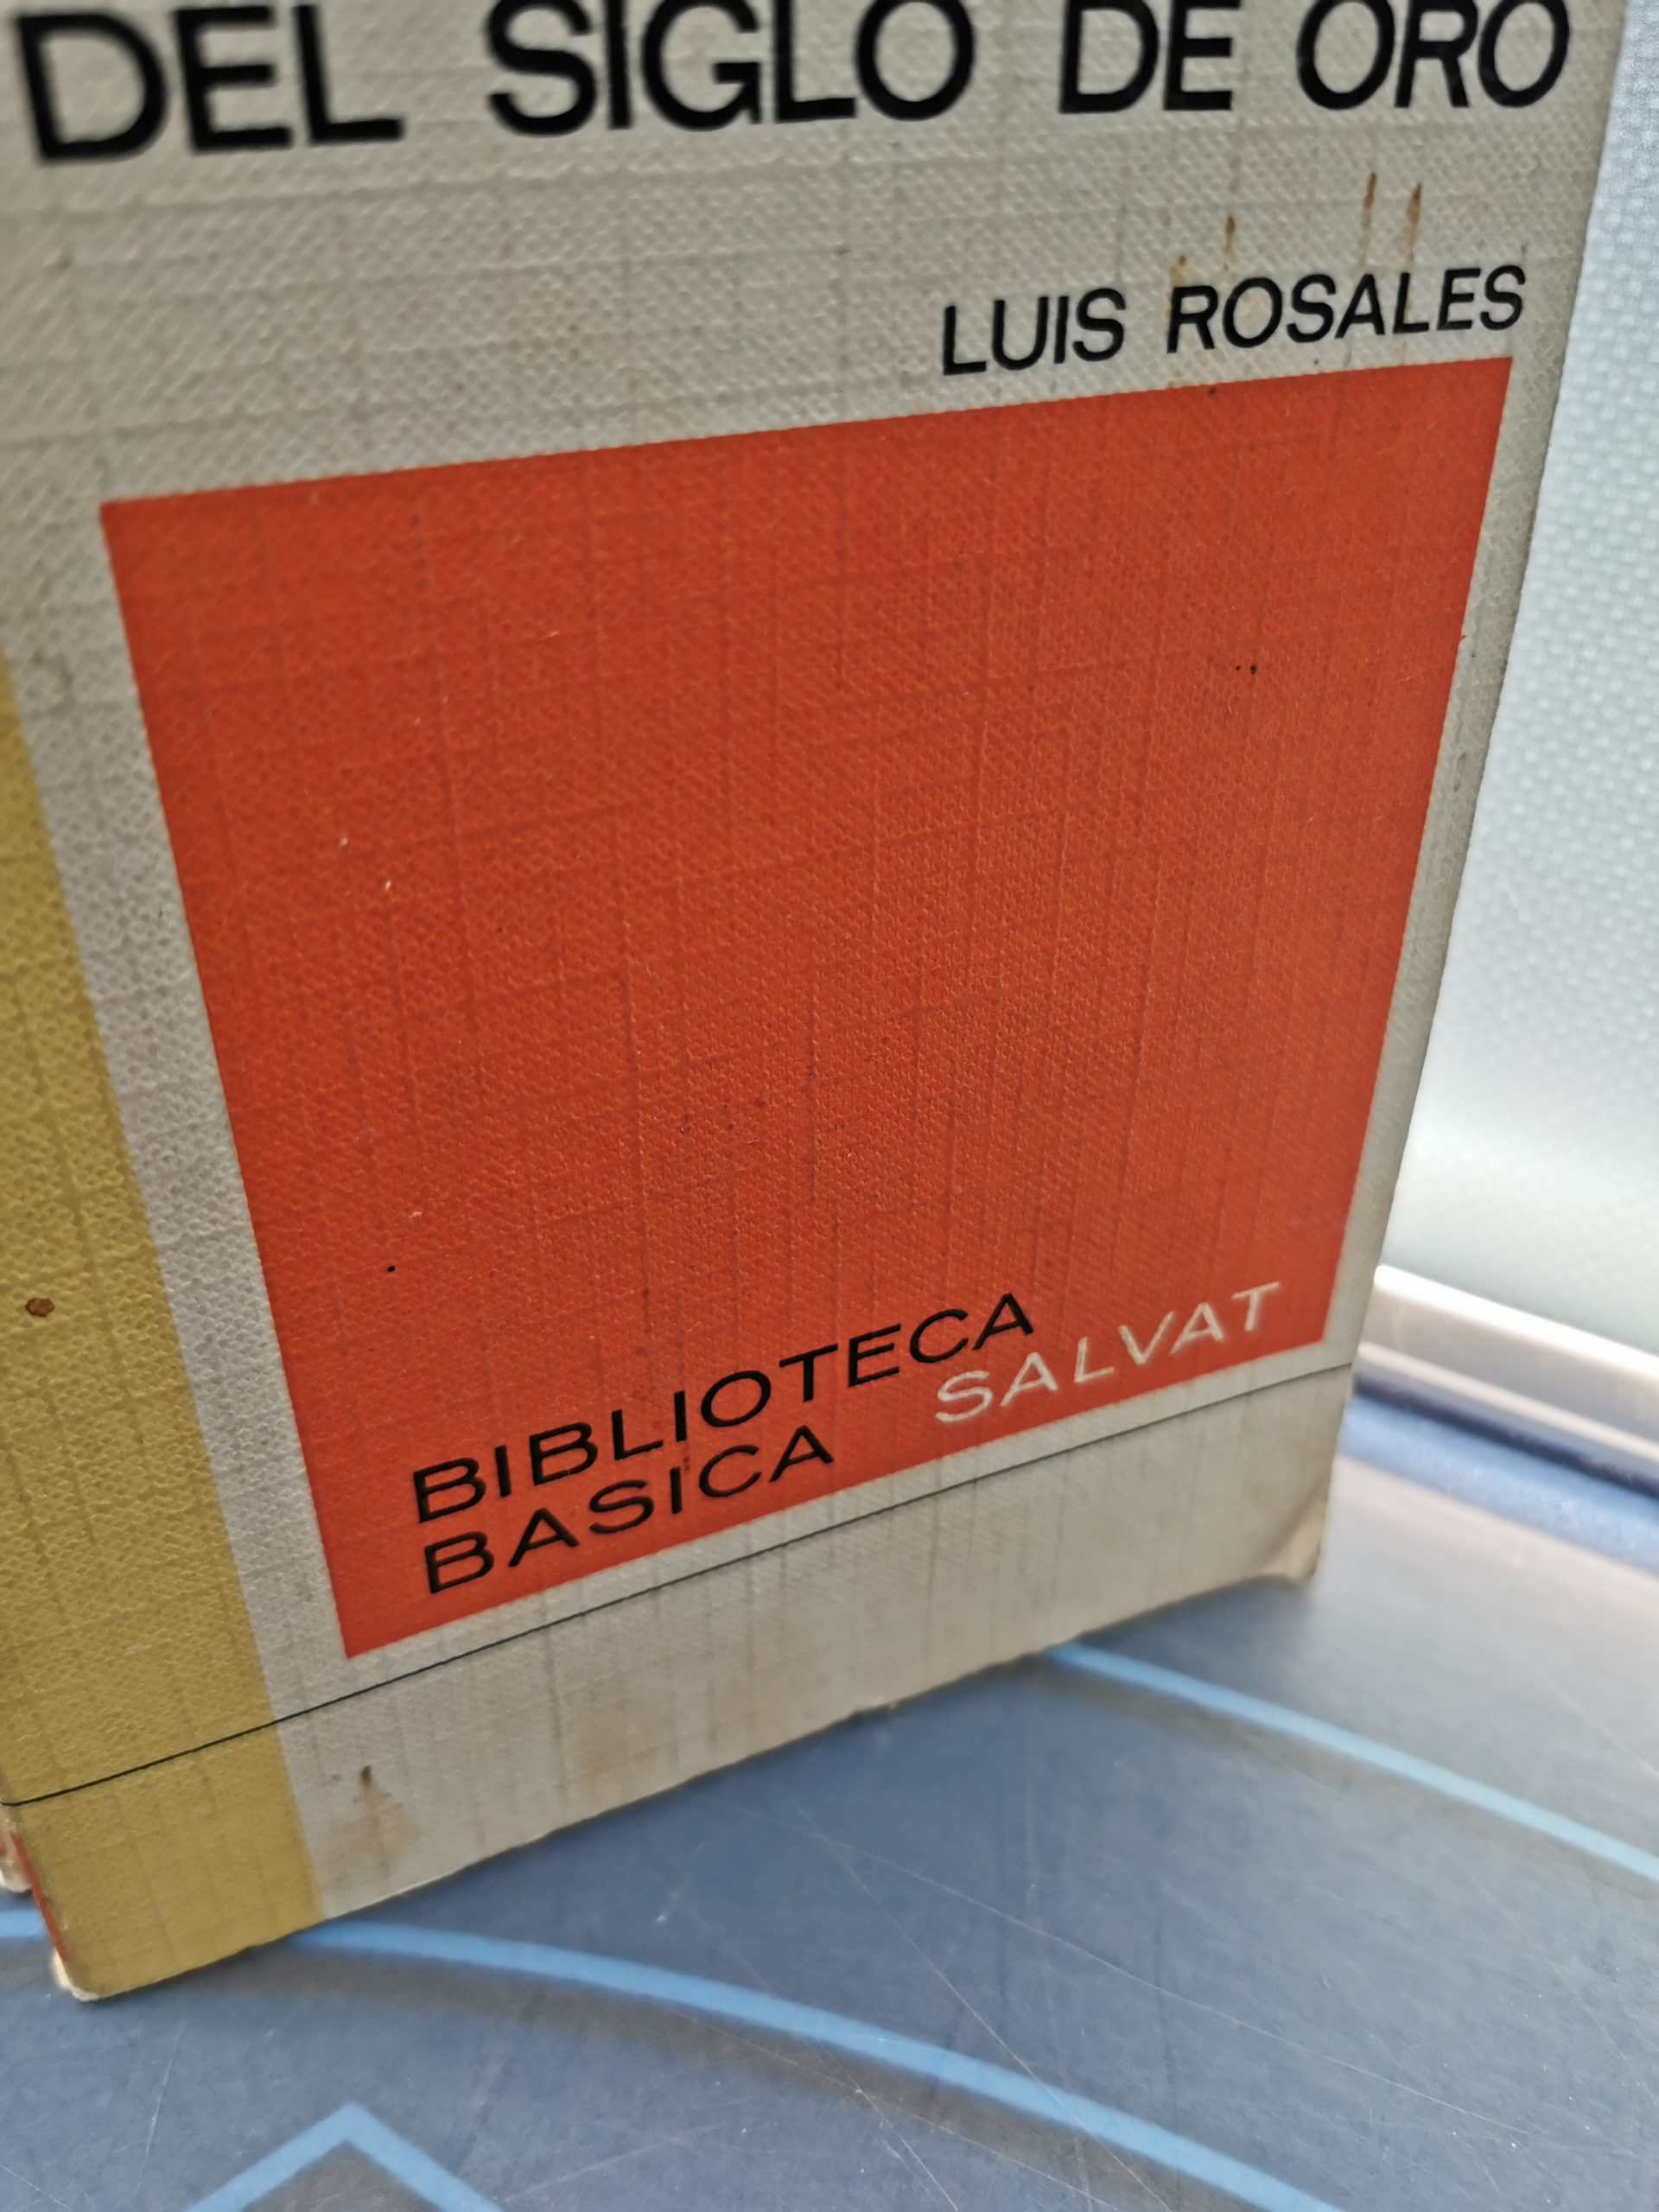 DEL SIGLO DE ORO
LUIS ROSALES
BIBLIOTECA
BASICA SALVAT